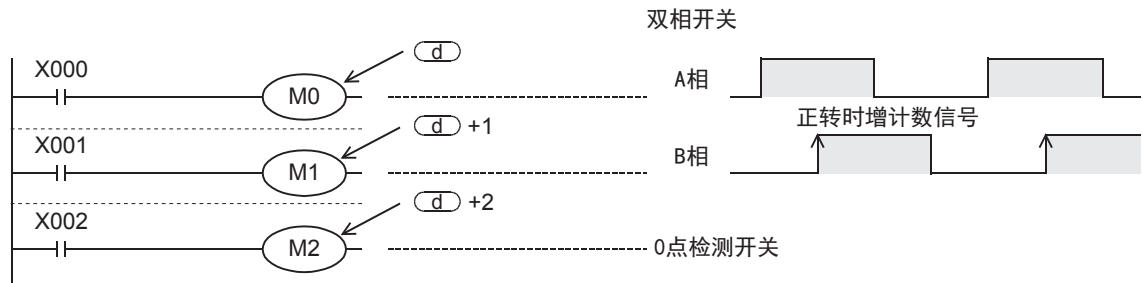 双相开关
X000
M0
d
A相
正转时增计数信号
X001
M1
d +1
B相
X002
M2
d +2
0点检测开关